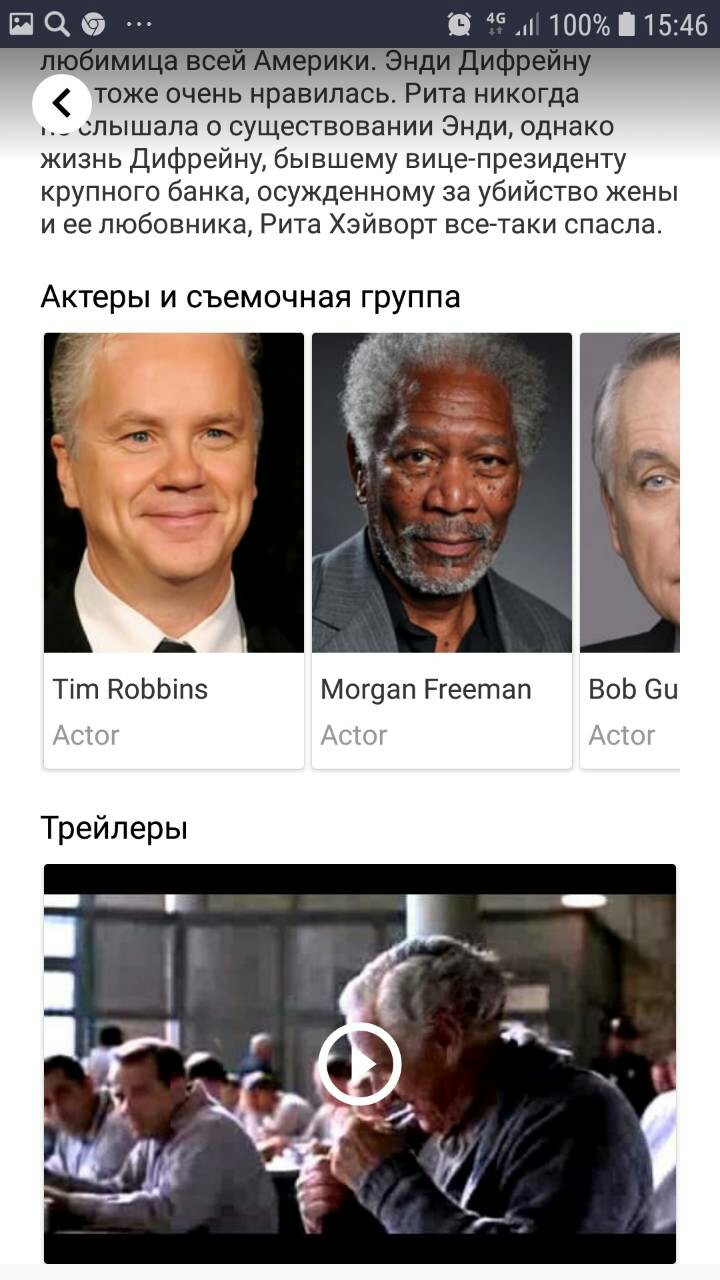 4G 100% 15:46
любимица всей Америки. Энди Дифрейну
тоже очень нравилась. Рита никогда
не слышала о существовании Энди, однако
жизнь Дифрейну, бывшему вице-президенту
крупного банка, осужденному за убийство жены
и ее любовника, Рита Хэйворт все-таки спасла.
Актеры и съемочная группа
Tim Robbins
Actor
Morgan Freeman
Actor
Bob Gu
Actor
Трейлеры